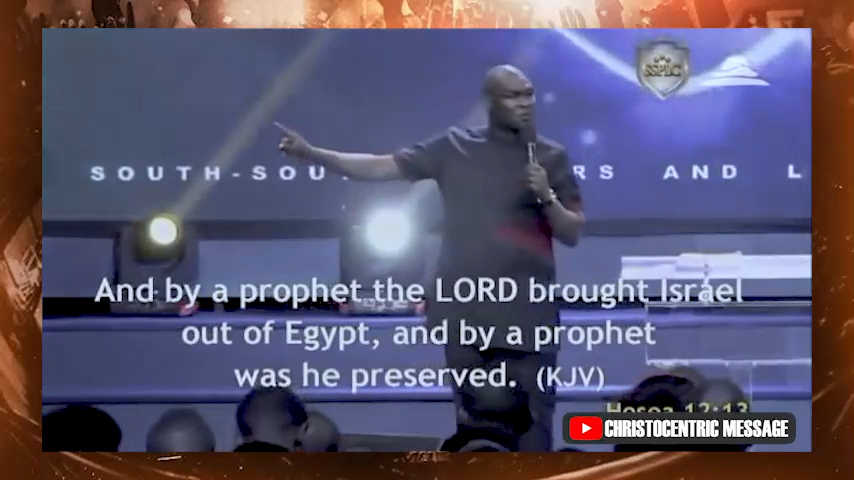 SSPLC
SOUTH-SOU RS AND L
And by a prophet the LORD brought Israel
out of Egypt, and by a prophet
was he preserved. (KJV)
Hosea 12:13
CHRISTOCENTRIC MESSAGE